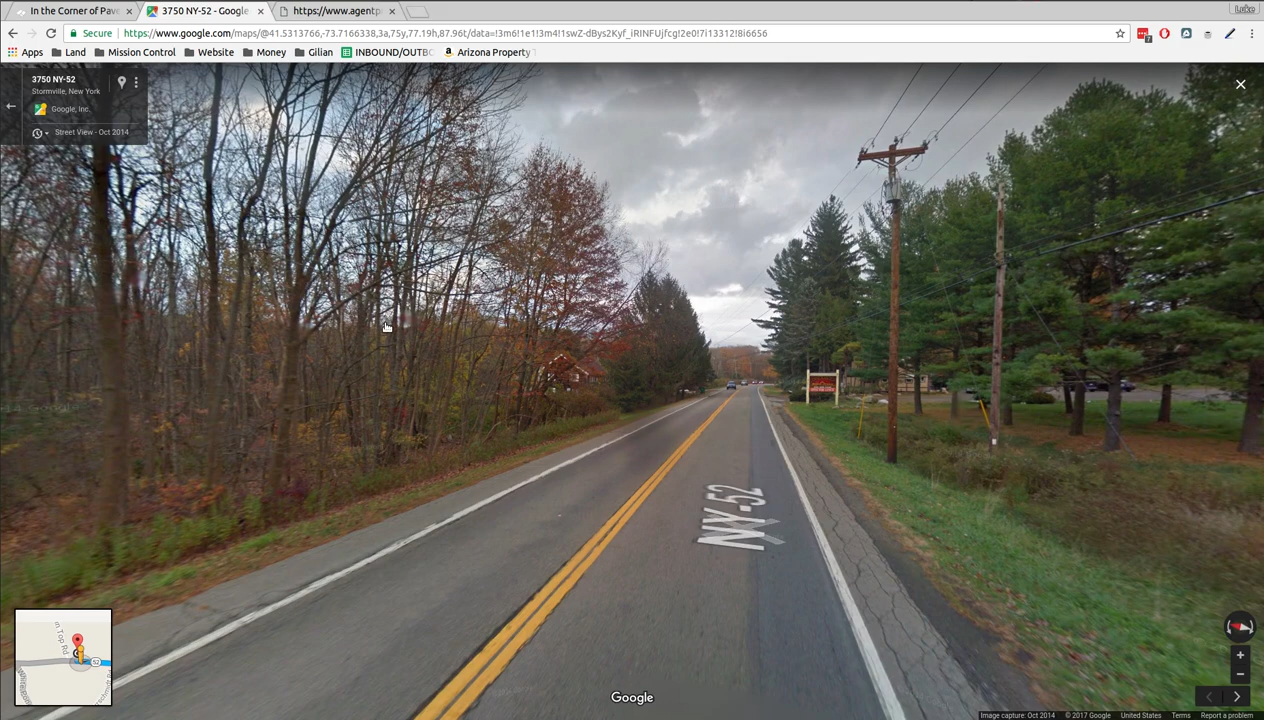 In the Corner of Pave
3750 NY-52 - Google
https://www.agentp
Luke
Secure
https://www.google.com/maps/@41.5313766,-73.7166338,3a,75y,77.19h,87.96t/data=!3m6!1e1!3m4!1swZ-dBys2Kyf_iRINFUjfcg!2e0!7i13312!8i6656
Apps
Land
Mission Control
Website
Money
Gilian
INBOUND/OUTBO
Arizona Property T
3750 NY-52
Stormville, New York
Google, Inc.
Street View - Oct 2014
NY-52
52
Google
Image capture: Oct 2014
© 2017 Google
United States
Terms
Report a problem